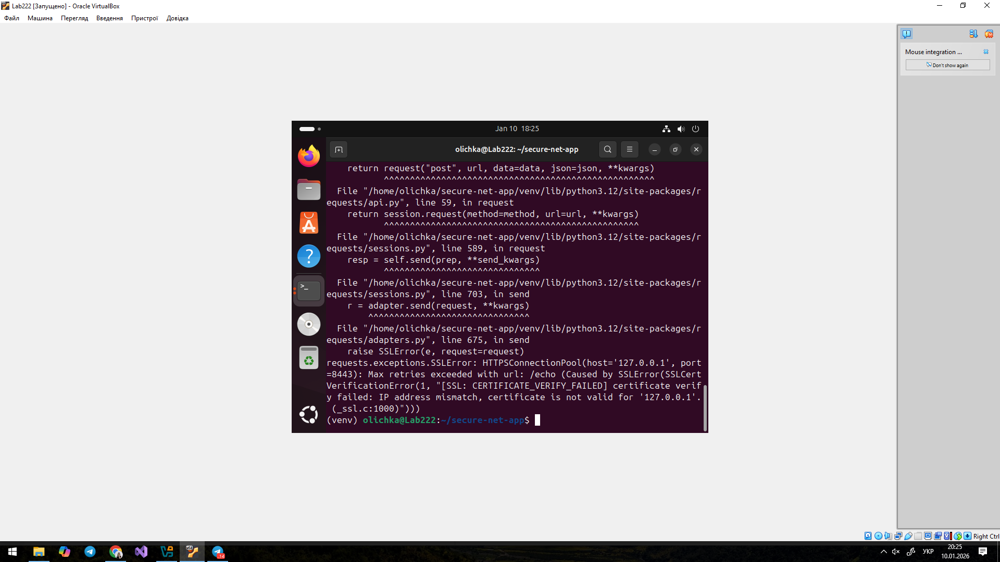 Lab222 [Запущено] - Oracle VirtualBox
Файл Машина Перегляд Введення Пристрої Довідка
Mouse integration ...
Don't show again
Jan 10 18:25
olichka@Lab222: ~/secure-net-app
return request("post", url, data=data, json=json, **kwargs)
^^^^^^^^^^^^^^^^^^^^^^^^^^^^^^^^^^^^^^^^^^^^^^^^^^^^
File "/home/olichka/secure-net-app/venv/lib/python3.12/site-packages/r
equests/api.py", line 59, in request
return session.request(method=method, url=url, **kwargs)
^^^^^^^^^^^^^^^^^^^^^^^^^^^^^^^^^^^^^^^^^^^^^^^^^
File "/home/olichka/secure-net-app/venv/lib/python3.12/site-packages/r
equests/sessions.py", line 589, in request
resp = self.send(prep, **send_kwargs)
^^^^^^^^^^^^^^^^^^^^^^^^^^^^^^
File "/home/olichka/secure-net-app/venv/lib/python3.12/site-packages/r
equests/sessions.py", line 703, in send
r = adapter.send(request, **kwargs)
^^^^^^^^^^^^^^^^^^^^^^^^^^^^^^^
File "/home/olichka/secure-net-app/venv/lib/python3.12/site-packages/r
equests/adapters.py", line 675, in send
raise SSLError(e, request=request)
requests.exceptions.SSLError: HTTPSConnectionPool(host='127.0.0.1', port
=8443): Max retries exceeded with url: /echo (Caused by SSLError(SSLCert
VerificationError(1, "[SSL: CERTIFICATE_VERIFY_FAILED] certificate verif
y failed: IP address mismatch, certificate is not valid for '127.0.0.1'.
(_ssl.c:1000)")))
(venv) olichka@Lab222:~/secure-net-app$
Right Ctrl
14
УКР
20:25
10.01.2026